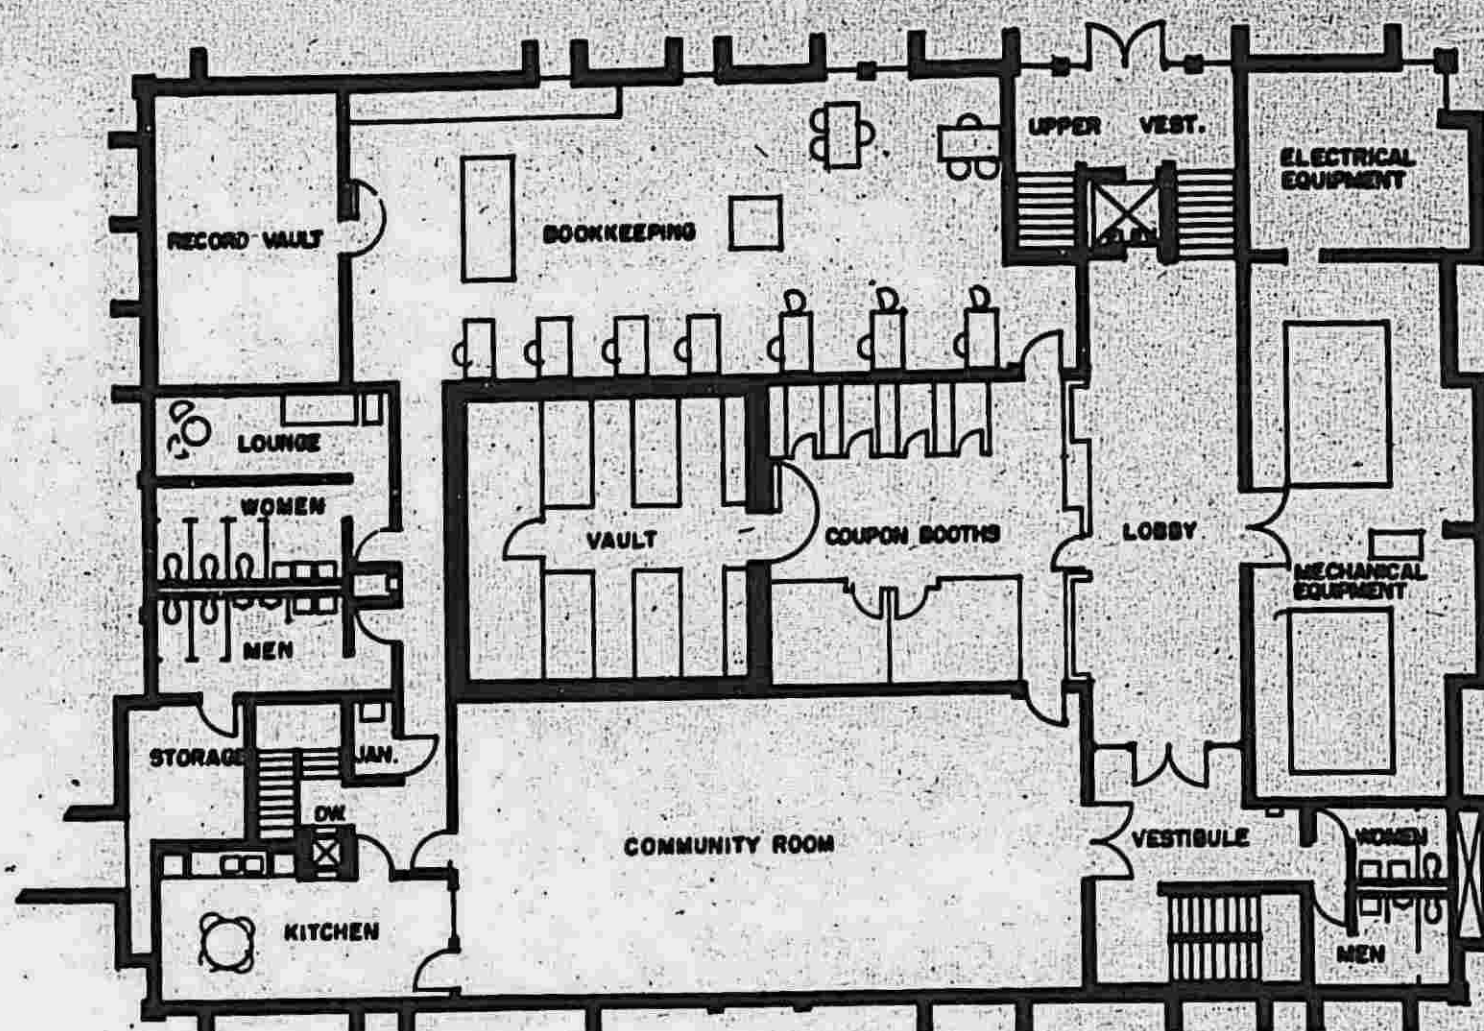 UPPER VEST.
ELECTRICAL
EQUIPMENT
RECORD VAULT
BOOKKEEPING
ELEV.
LOUNGE
WOMEN
VAULT
COUPON BOOTHS
LOBBY
MECHANICAL
EQUIPMENT
MEN
STORAGE
JAN.
DW.
COMMUNITY ROOM
VESTIBULE
WOMEN
KITCHEN
MEN